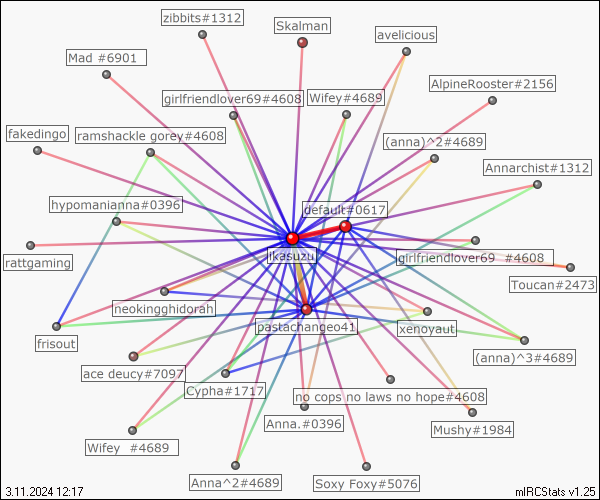 zibbits#1312
Skalman
avelicious
Mad #6901
AlpineRooster#2156
girlfriendlover69#4608
Wifey#4689
fakedingo
ramshackle gorey#4608
(anna)^2#4689
Annarchist#1312
hypomanianna#0396
default#0617
ikasuzu
girlfriendlover69 #4608
rattgaming
Toucan#2473
neokingghidorah
pastachangeo41
xenoyaut
frisout
(anna)^3#4689
ace deucy#7097
Cypha#1717
no cops no laws no hope#4608
Anna.#0396
Mushy#1984
Wifey #4689
Anna^2#4689
Soxy Foxy#5076
3.11.2024 12:17
mIRCStats v1.25